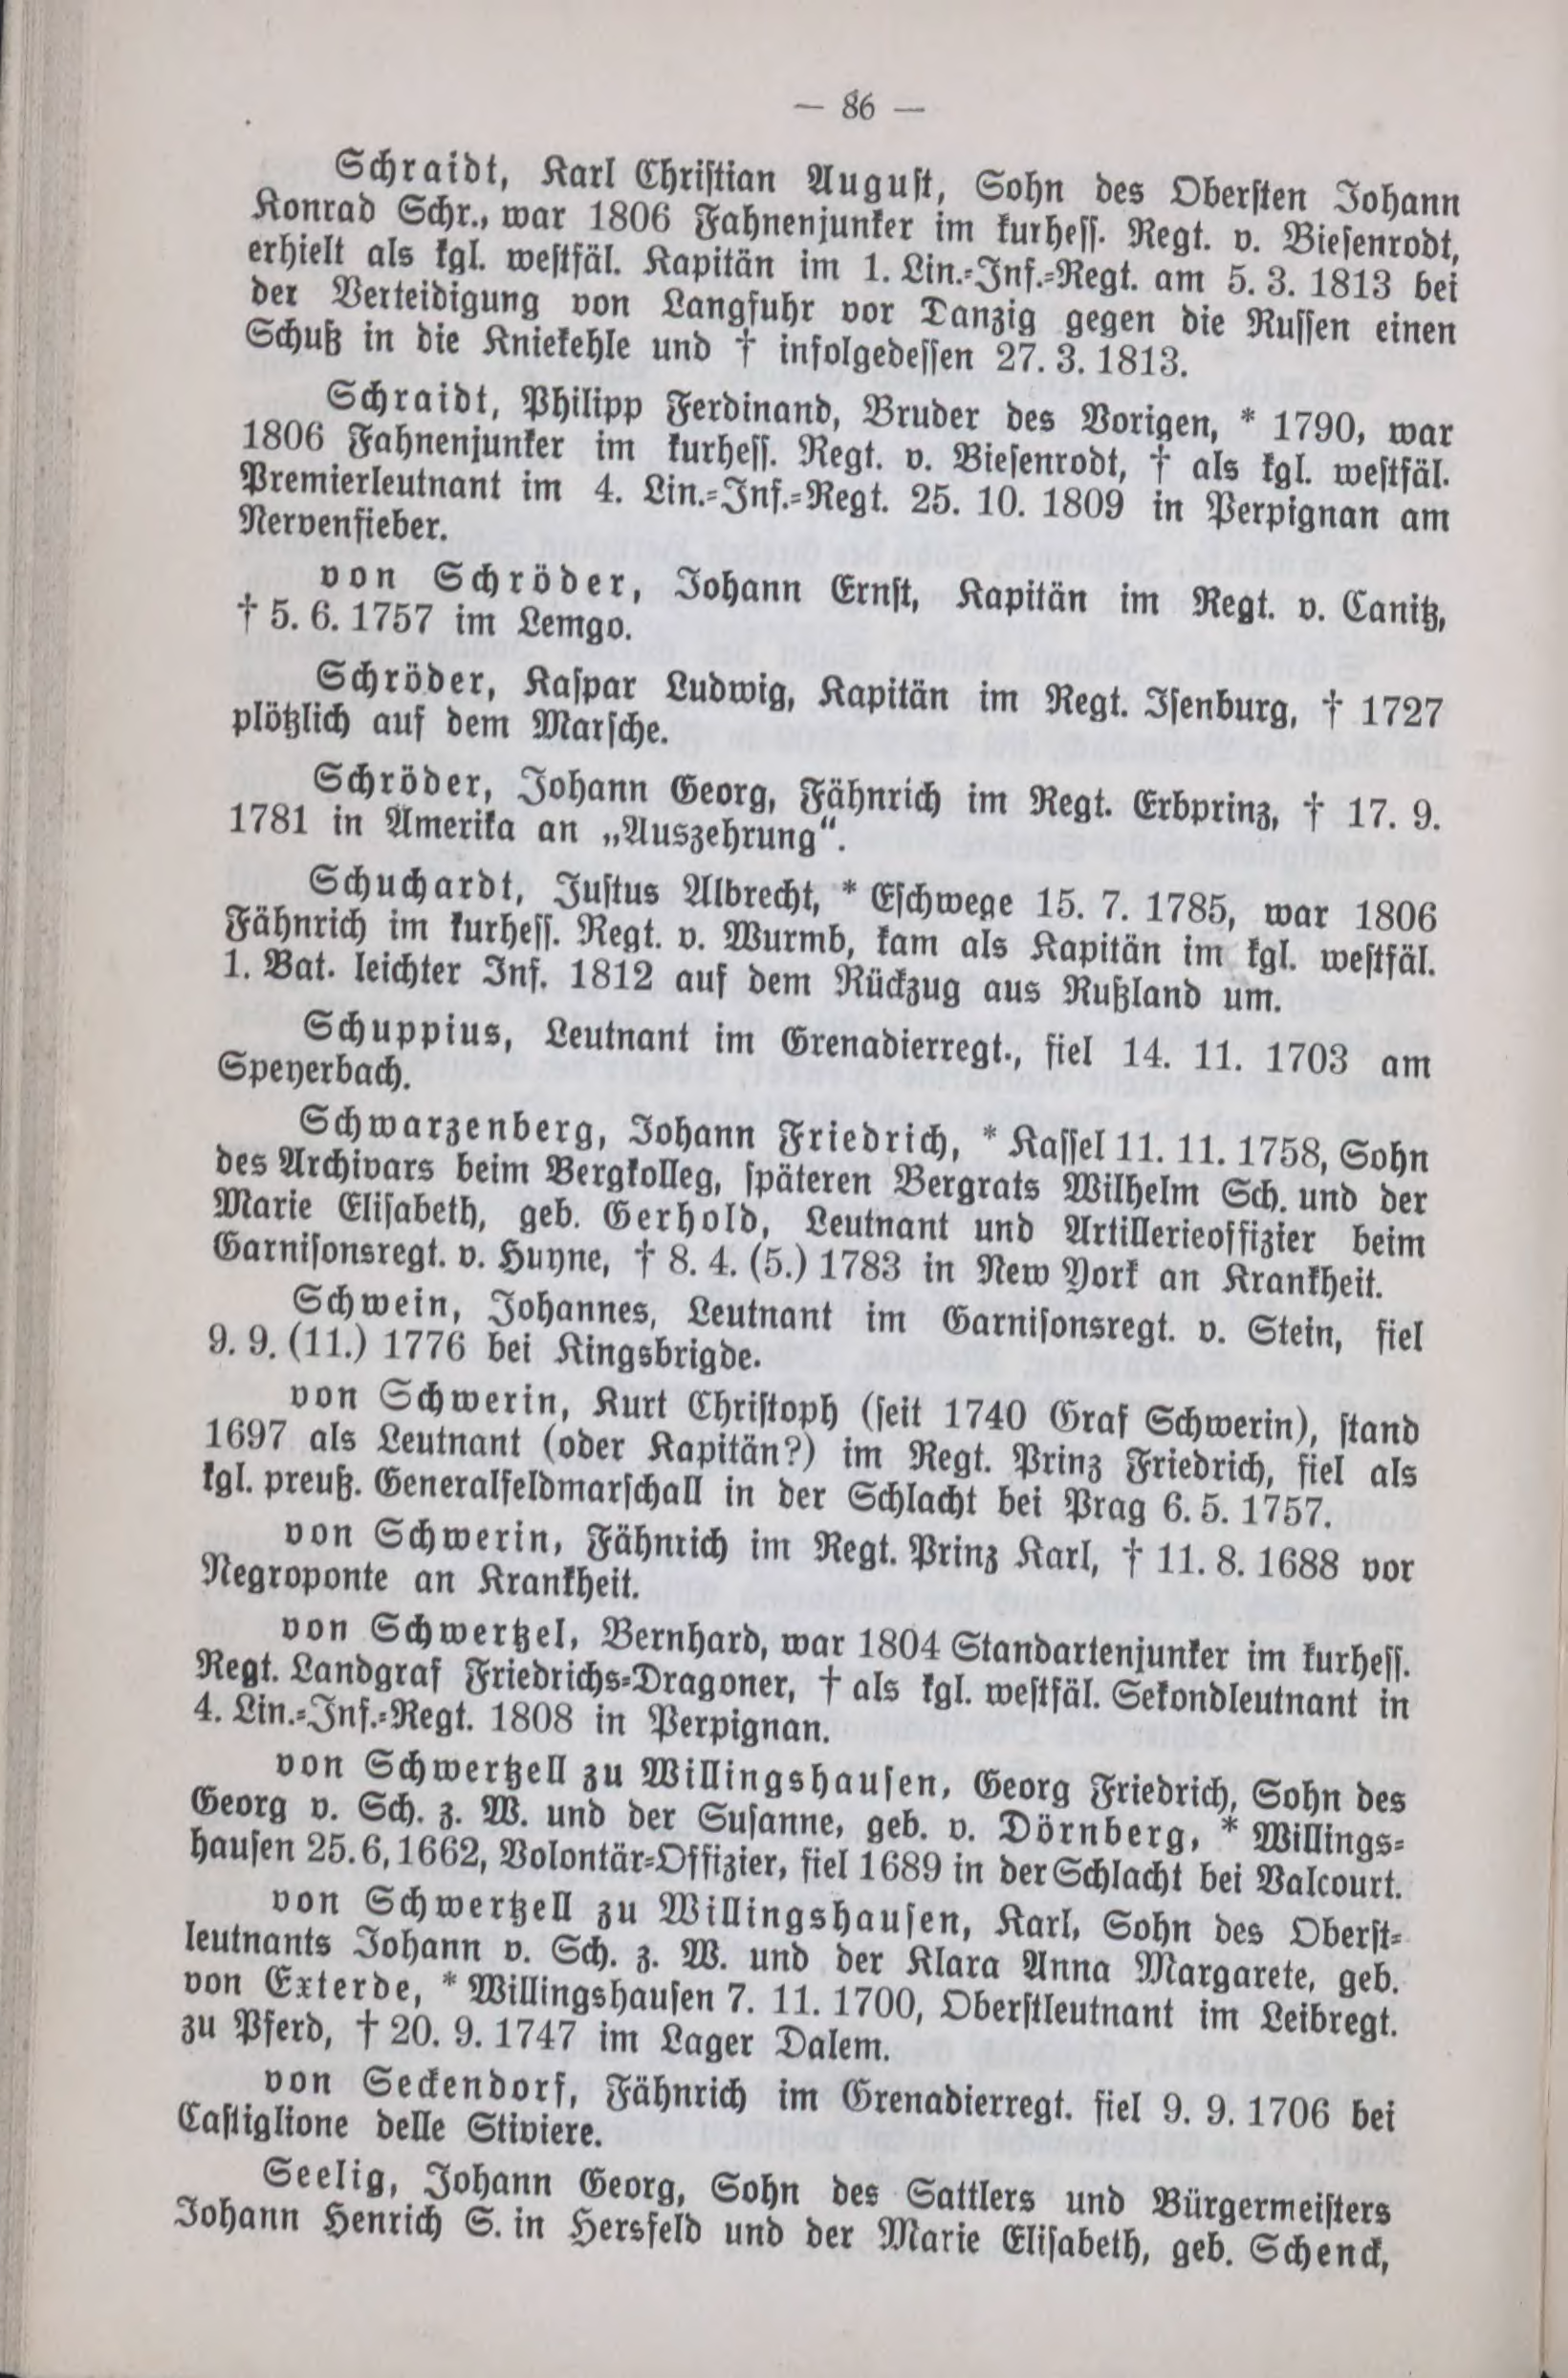 — 86 —
Schraidt, Karl Christian August, Sohn des Obersten Johann
Konrad Schr., war 1806 Fahnenjunker im kurhess. Regt. v. Biesenrodt,
erhielt als kgl. westfäl. Kapitän im 1. Lin.-Inf.-Regt. am 5. 3. 1813 bei
der Verteidigung von Langfuhr vor Danzig gegen die Russen einen
Schuß in die Kniekehle und † infolgedessen 27. 3. 1813.
Schraidt, Philipp Ferdinand, Bruder des Vorigen, * 1790, war
1806 Fahnenjunker im kurhess. Regt. v. Biesenrodt, † als kgl. westfäl.
Premierleutnant im 4. Lin.-Inf.-Regt. 25. 10. 1809 in Perpignan am
Nervenfieber.
von Schröder, Johann Ernst, Kapitän im Regt. v. Canitz,
† 5. 6. 1757 im Lemgo.
Schröder, Kaspar Ludwig, Kapitän im Regt. Isenburg, † 1727
plötzlich auf dem Marsche.
Schröder, Johann Georg, Fähnrich im Regt. Erbprinz, † 17. 9.
1781 in Amerika an „Auszehrung“.
Schuchardt, Justus Albrecht, * Eschwege 15. 7. 1785, war 1806
Fähnrich im kurhess. Regt. v. Wurmb, kam als Kapitän im kgl. westfäl.
1. Bat. leichter Inf. 1812 auf dem Rückzug aus Rußland um.
Schuppius, Leutnant im Grenadierregt., fiel 14. 11. 1703 am
Speyerbach.
Schwarzenberg, Johann Friedrich, * Kassel 11. 11. 1758, Sohn
des Archivars beim Bergkolleg, späteren Bergrats Wilhelm Sch. und der
Marie Elisabeth, geb. Gerhold, Leutnant und Artillerieoffizier beim
Garnisonsregt. v. Huyne, † 8. 4. (5.) 1783 in New York an Krankheit.
Schwein, Johannes, Leutnant im Garnisonsregt. v. Stein, fiel
9. 9. (11.) 1776 bei Kingsbrigde.
von Schwerin, Kurt Christoph (seit 1740 Graf Schwerin), stand
1697 als Leutnant (oder Kapitän?) im Regt. Prinz Friedrich, fiel als
kgl. preuß. Generalfeldmarschall in der Schlacht bei Prag 6. 5. 1757.
von Schwerin, Fähnrich im Regt. Prinz Karl, † 11. 8. 1688 vor
Negroponte an Krankheit.
von Schwertzel, Bernhard, war 1804 Standartenjunker im kurhess.
Regt. Landgraf Friedrichs-Dragoner, † als kgl. westfäl. Sekondleutnant in
4. Lin.-Inf.-Regt. 1808 in Perpignan.
von Schwertzell zu Willingshausen, Georg Friedrich, Sohn des
Georg v. Sch. z. W. und der Susanne, geb. v. Dörnberg, * Willings-
hausen 25. 6, 1662, Volontär-Offizier, fiel 1689 in der Schlacht bei Valcourt.
von Schwertzell zu Willingshausen, Karl, Sohn des Oberst-
leutnants Johann v. Sch. z. W. und der Klara Anna Margarete, geb.
von Exterde, * Willingshausen 7. 11. 1700, Oberstleutnant im Leibregt.
zu Pferd, † 20. 9. 1747 im Lager Dalem.
von Seckendorf, Fähnrich im Grenadierregt. fiel 9. 9. 1706 bei
Castiglione delle Stiviere.
Seelig, Johann Georg, Sohn des Sattlers und Bürgermeisters
Johann Henrich S. in Hersfeld und der Marie Elisabeth, geb. Schenck,